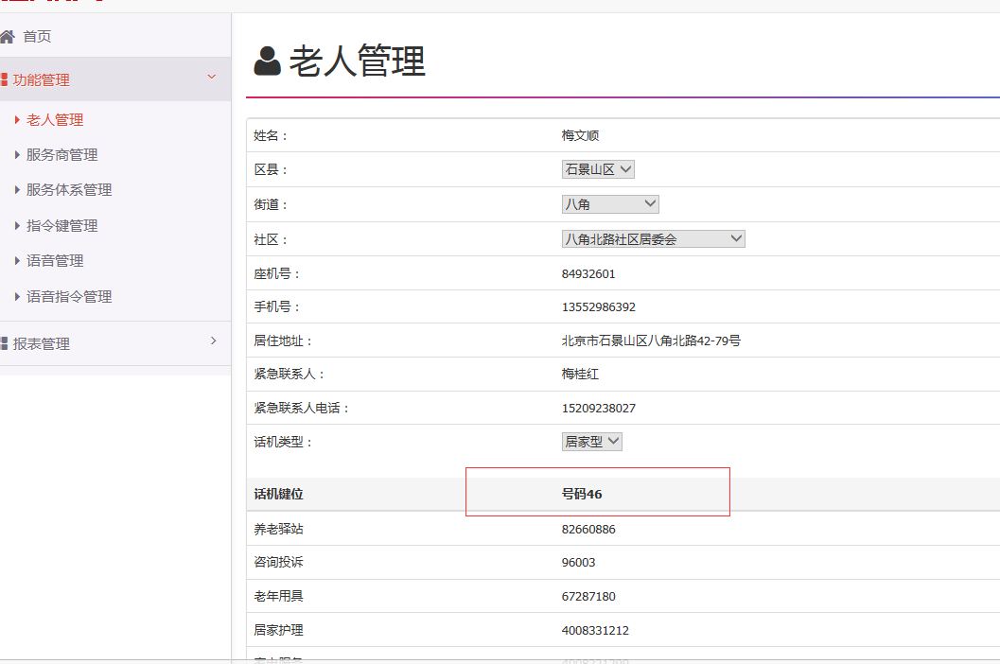 首页
功能管理
老人管理
服务商管理
服务体系管理
指令键管理
语音管理
语音指令管理
报表管理
老人管理
姓名： 梅文顺
区县： 石景山区
街道： 八角
社区： 八角北路社区居委会
座机号： 84932601
手机号： 13552986392
居住地址： 北京市石景山区八角北路42-79号
紧急联系人： 梅桂红
紧急联系人电话： 15209238027
话机类型： 居家型
话机键位 号码46
养老驿站 82660886
咨询投诉 96003
老年用具 67287180
居家护理 4008331212